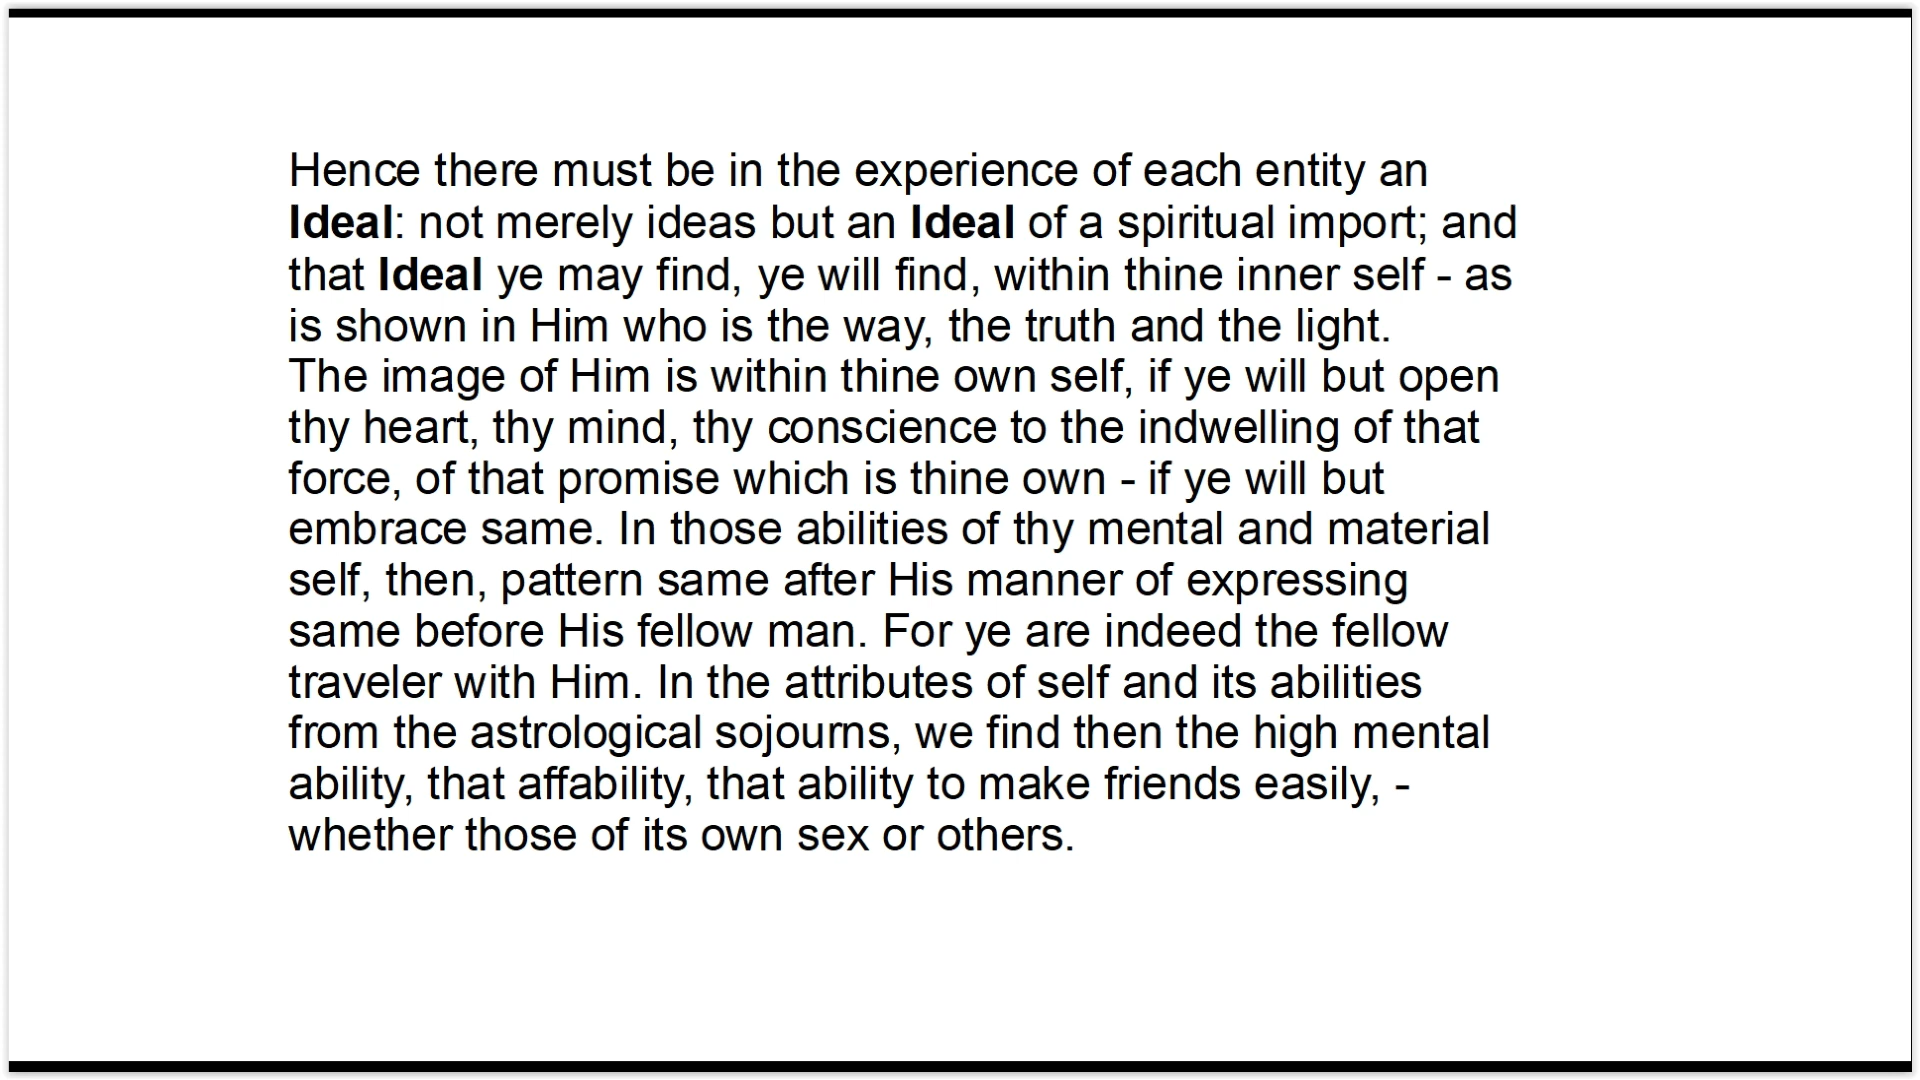 Hence there must be in the experience of each entity an
Ideal: not merely ideas but an Ideal of a spiritual import; and
that Ideal ye may find, ye will find, within thine inner self - as
is shown in Him who is the way, the truth and the light.
The image of Him is within thine own self, if ye will but open
thy heart, thy mind, thy conscience to the indwelling of that
force, of that promise which is thine own - if ye will but
embrace same. In those abilities of thy mental and material
self, then, pattern same after His manner of expressing
same before His fellow man. For ye are indeed the fellow
traveler with Him. In the attributes of self and its abilities
from the astrological sojourns, we find then the high mental
ability, that affability, that ability to make friends easily, -
whether those of its own sex or others.